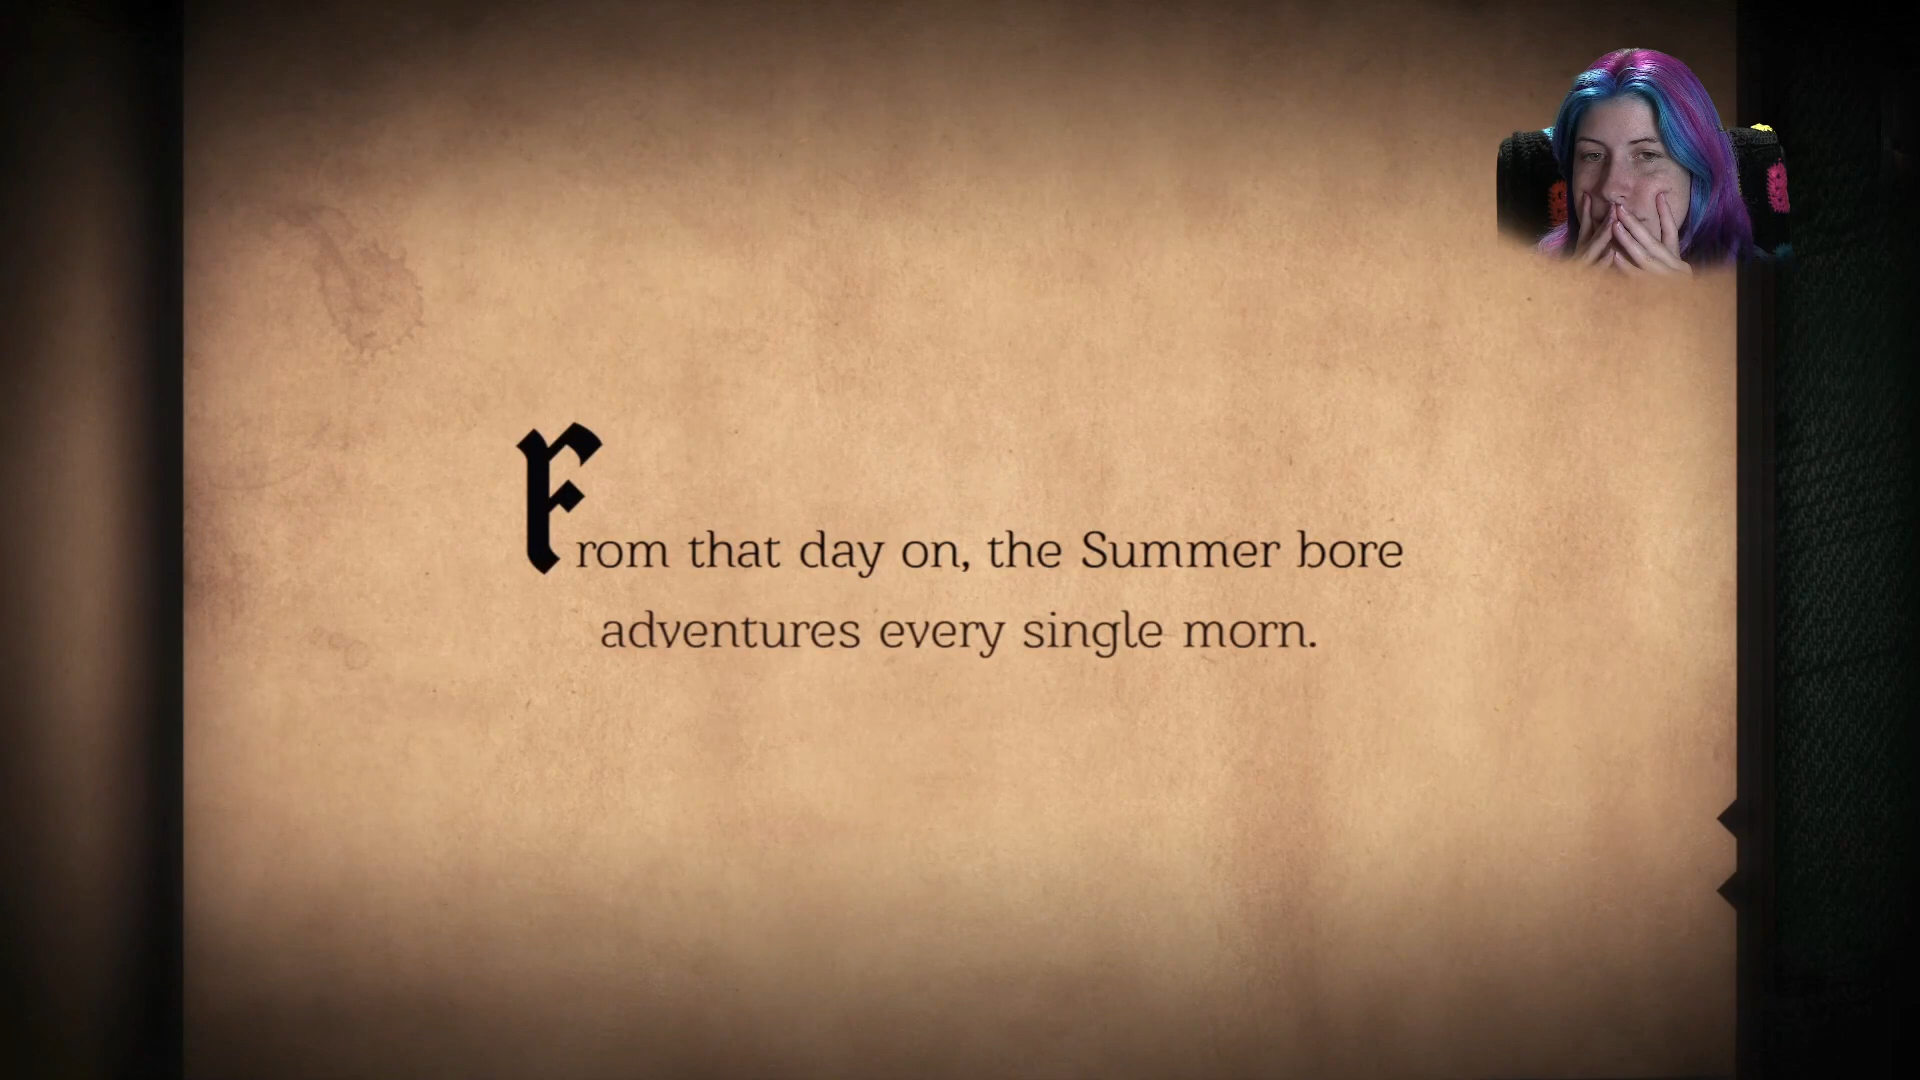 From that day on, the Summer bore
adventures every single morn.